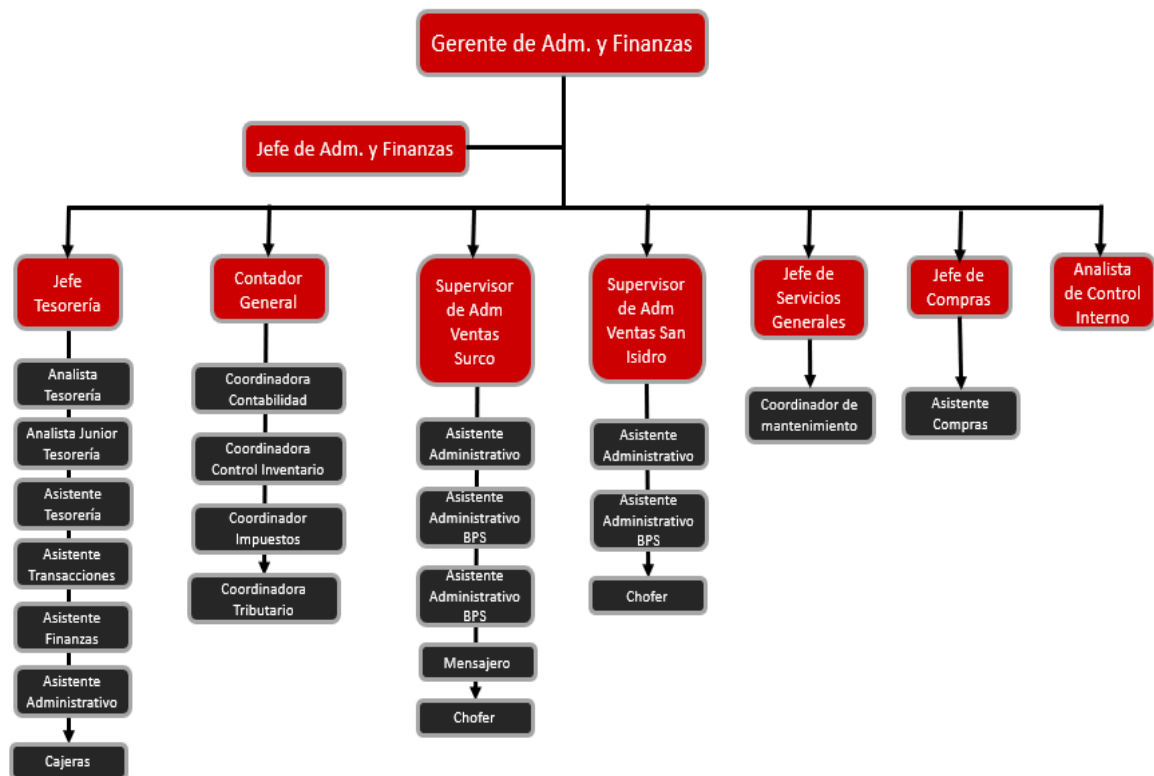 Gerente de Adm. y Finanzas
Jefe de Adm. y Finanzas
Jefe
Tesorería
Analista
Tesorería
Analista Junior
Tesorería
Asistente
Tesorería
Asistente
Transacciones
Asistente
Finanzas
Asistente
Administrativo
Cajeras
Contador
General
Coordinadora
Contabilidad
Coordinadora
Control Inventario
Coordinador
Impuestos
Coordinadora
Tributario
Supervisor
de Adm
Ventas
Surco
Asistente
Administrativo
Asistente
Administrativo
BPS
Asistente
Administrativo
BPS
Mensajero
Chofer
Supervisor
de Adm
Ventas San
Isidro
Asistente
Administrativo
Asistente
Administrativo
BPS
Chofer
Jefe de
Servicios
Generales
Coordinador de
mantenimiento
Jefe de
Compras
Asistente
Compras
Analista
de Control
Interno